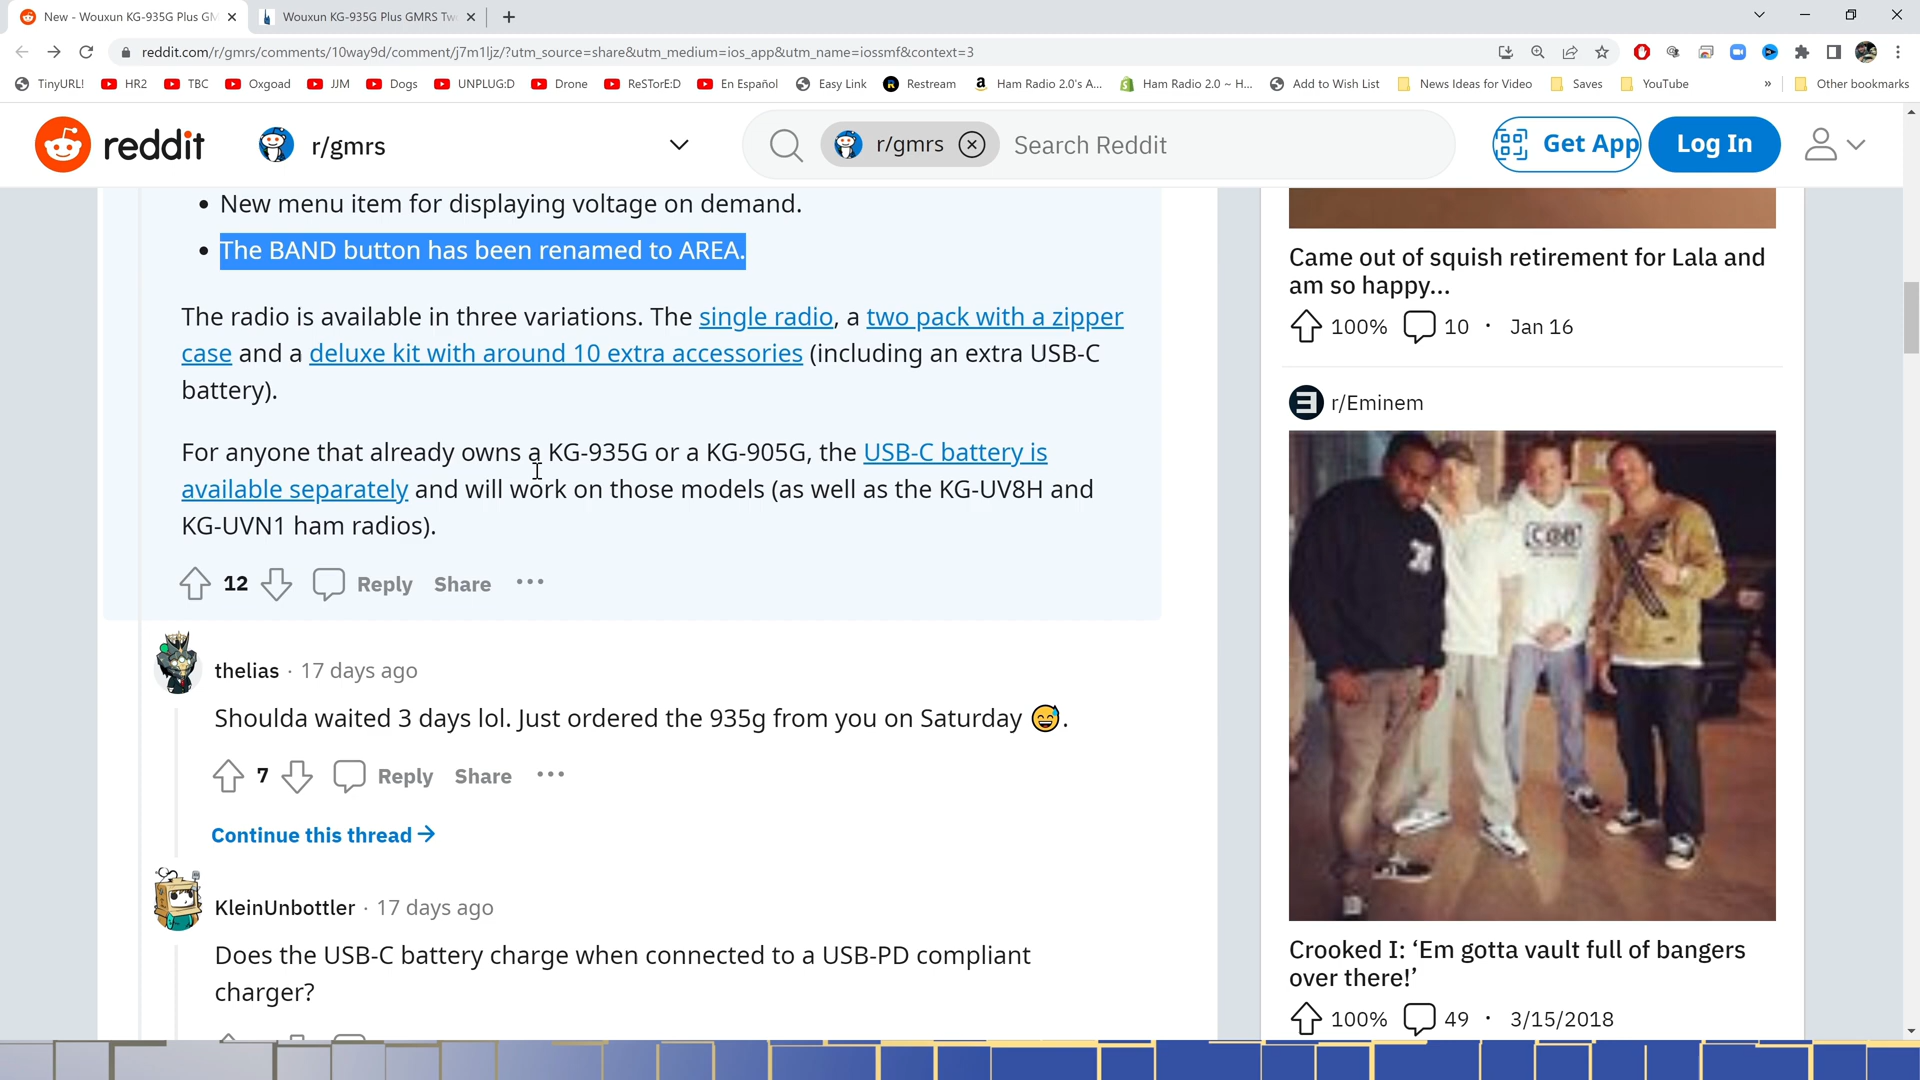 New - Wouxun KG-935G Plus GM
Wouxun KG-935G Plus GMRS Tw
reddit.com/r/gmrs/comments/10way9d/comment/j7m1ljz/?utm_source=share&utm_medium=ios_app&utm_name=iossmf&context=3
TinyURL! HR2 TBC Oxgoad JJM Dogs UNPLUG:D Drone ReSTorE:D En Español Easy Link Restream Ham Radio 2.0's A... Ham Radio 2.0 ~ H... Add to Wish List News Ideas for Video Saves YouTube » Other bookmarks
reddit r/gmrs r/gmrs Search Reddit Get App Log In
• New menu item for displaying voltage on demand.
• The BAND button has been renamed to AREA.
The radio is available in three variations. The single radio, a two pack with a zipper
case and a deluxe kit with around 10 extra accessories (including an extra USB-C
battery).
For anyone that already owns a KG-935G or a KG-905G, the USB-C battery is
available separately and will work on those models (as well as the KG-UV8H and
KG-UVN1 ham radios).
12 Reply Share •••
thelias · 17 days ago
Shoulda waited 3 days lol. Just ordered the 935g from you on Saturday 😅.
7 Reply Share •••
Continue this thread →
KleinUnbottler · 17 days ago
Does the USB-C battery charge when connected to a USB-PD compliant
charger?
Came out of squish retirement for Lala and
am so happy...
100% 10 · Jan 16
r/Eminem
Crooked I: ‘Em gotta vault full of bangers
over there!’
100% 49 · 3/15/2018